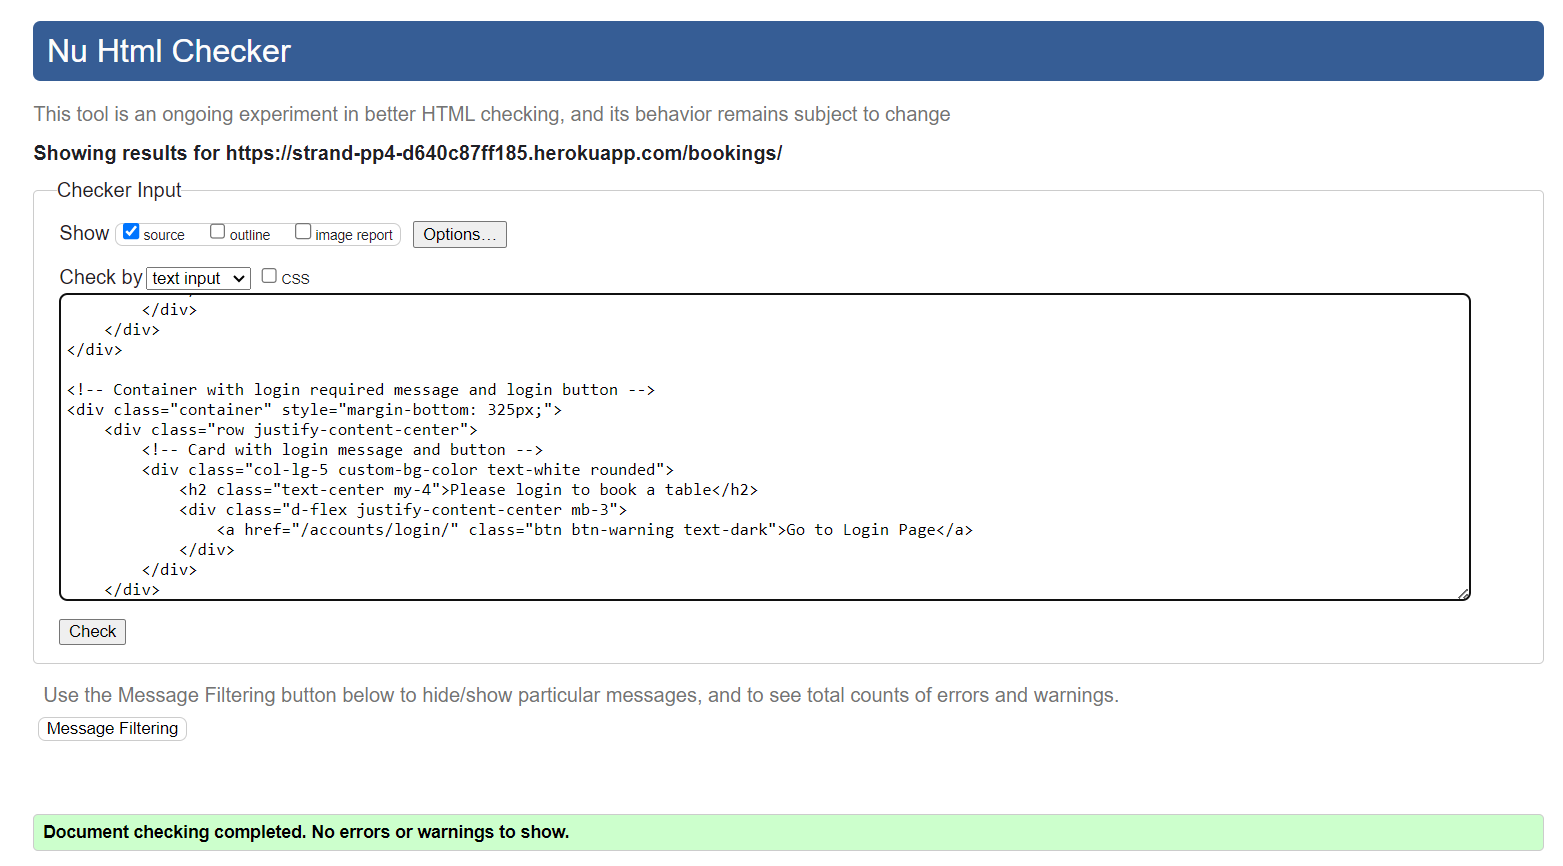 Nu Html Checker
This tool is an ongoing experiment in better HTML checking, and its behavior remains subject to change
Showing results for https://strand-pp4-d640c87ff185.herokuapp.com/bookings/
Checker Input
Show source outline image report Options...
Check by text input CSS
</div>
</div>
</div>
<!-- Container with login required message and login button -->
<div class="container" style="margin-bottom: 325px;">
<div class="row justify-content-center">
<!-- Card with login message and button -->
<div class="col-lg-5 custom-bg-color text-white rounded">
<h2 class="text-center my-4">Please login to book a table</h2>
<div class="d-flex justify-content-center mb-3">
<a href="/accounts/login/" class="btn btn-warning text-dark">Go to Login Page</a>
</div>
</div>
</div>
Check
Use the Message Filtering button below to hide/show particular messages, and to see total counts of errors and warnings.
Message Filtering
Document checking completed. No errors or warnings to show.